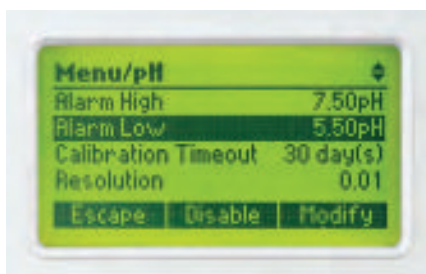 Menu/pH
Alarm High 7.50pH
Alarm Low 5.50pH
Calibration Timeout 30 day(s)
Resolution 0.01
Escape Disable Modify